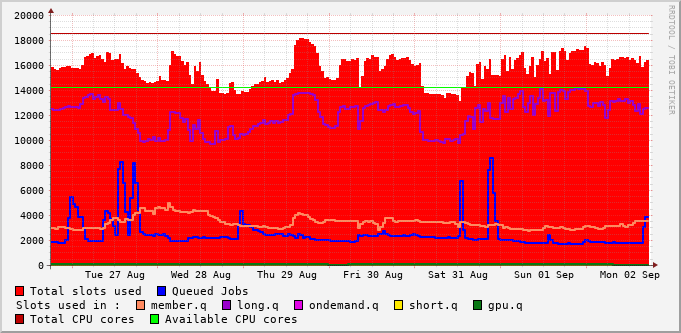 20000
18000
16000
14000
12000
10000
8000
6000
4000
2000
0
Tue 27 Aug Wed 28 Aug Thu 29 Aug Fri 30 Aug Sat 31 Aug Sun 01 Sep Mon 02 Sep
Total slots used Queued Jobs
Slots used in : member.q long.q ondemand.q short.q gpu.q
Total CPU cores Available CPU cores
RRDTOOL / TOBI OETIKER